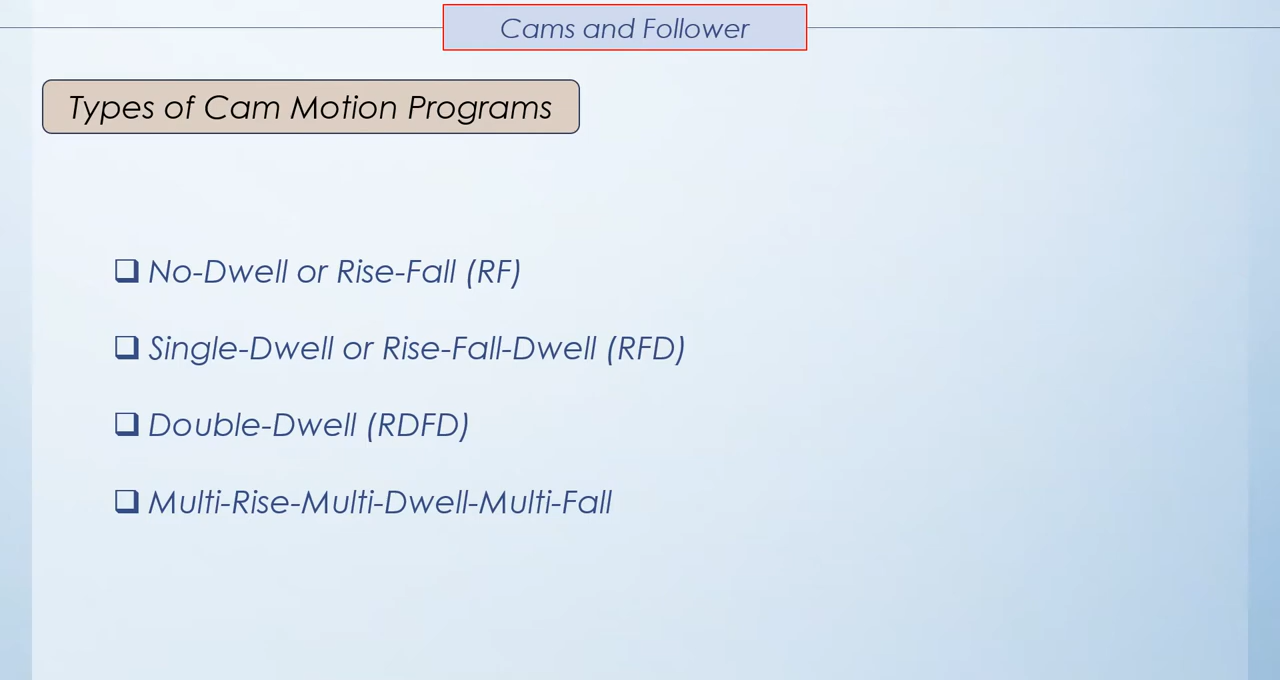 Cams and Follower
Types of Cam Motion Programs
No-Dwell or Rise-Fall (RF)
Single-Dwell or Rise-Fall-Dwell (RFD)
Double-Dwell (RDFD)
Multi-Rise-Multi-Dwell-Multi-Fall